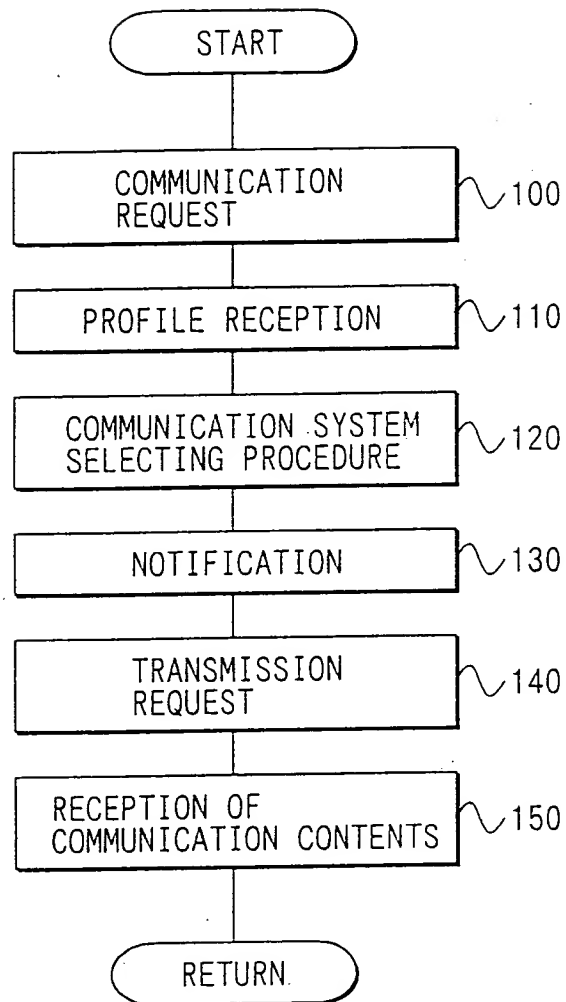 START
COMMUNICATION
REQUEST
100
PROFILE RECEPTION
110
COMMUNICATION SYSTEM
SELECTING PROCEDURE
120
NOTIFICATION
130
TRANSMISSION
REQUEST
140
RECEPTION OF
COMMUNICATION CONTENTS
150
RETURN